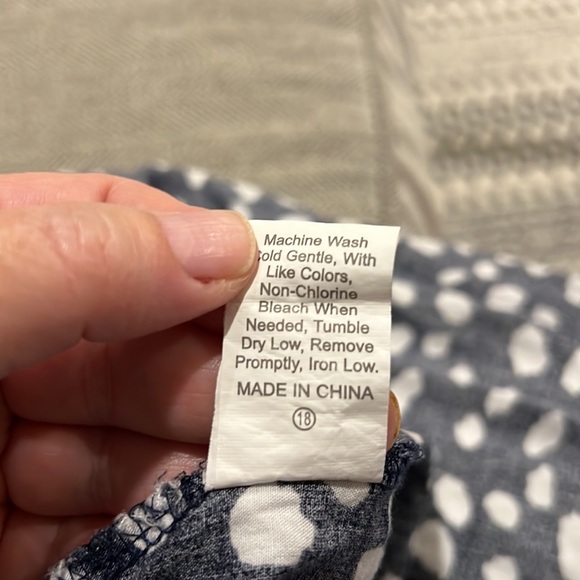 Machine Wash
Cold Gentle, With
Like Colors,
Non-Chlorine
Bleach When
Needed, Tumble
Dry Low, Remove
Promptly, Iron Low.
MADE IN CHINA
18